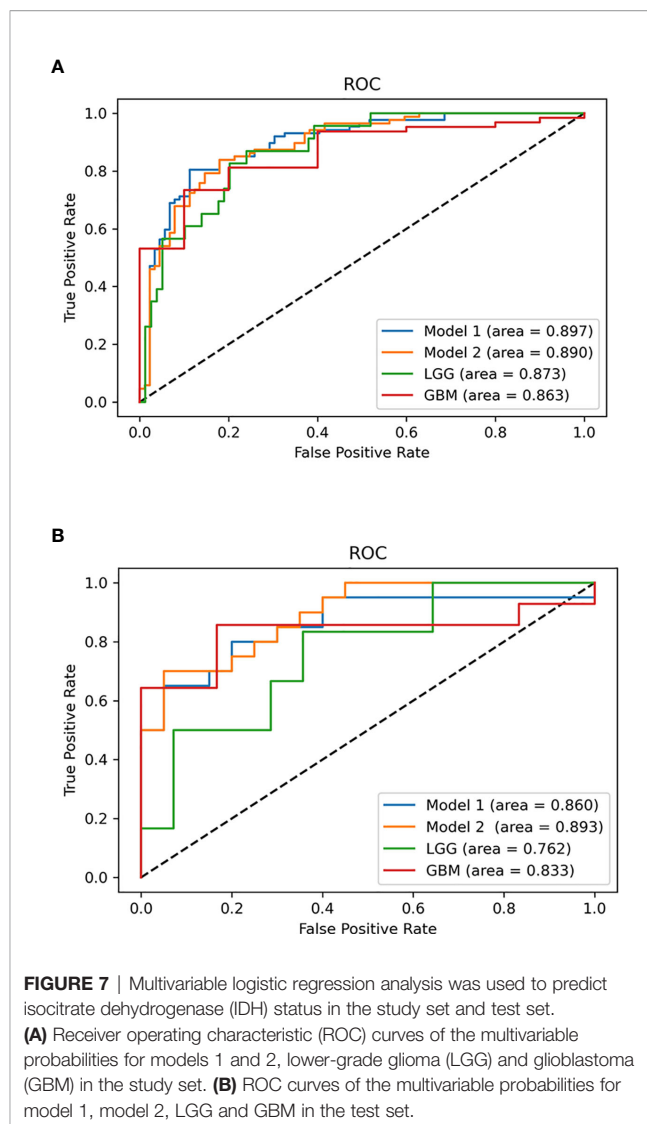 A
ROC
1.0
0.8
0.6
0.4
0.2
0.0
True Positive Rate
Model 1 (area = 0.897)
Model 2 (area = 0.890)
LGG (area = 0.873)
GBM (area = 0.863)
0.0 0.2 0.4 0.6 0.8 1.0
False Positive Rate
B
ROC
1.0
0.8
0.6
0.4
0.2
0.0
True Positive Rate
Model 1 (area = 0.860)
Model 2 (area = 0.893)
LGG (area = 0.762)
GBM (area = 0.833)
0.0 0.2 0.4 0.6 0.8 1.0
False Positive Rate
FIGURE 7 | Multivariable logistic regression analysis was used to predict
isocitrate dehydrogenase (IDH) status in the study set and test set.
(A) Receiver operating characteristic (ROC) curves of the multivariable
probabilities for models 1 and 2, lower-grade glioma (LGG) and glioblastoma
(GBM) in the study set. (B) ROC curves of the multivariable probabilities for
model 1, model 2, LGG and GBM in the test set.